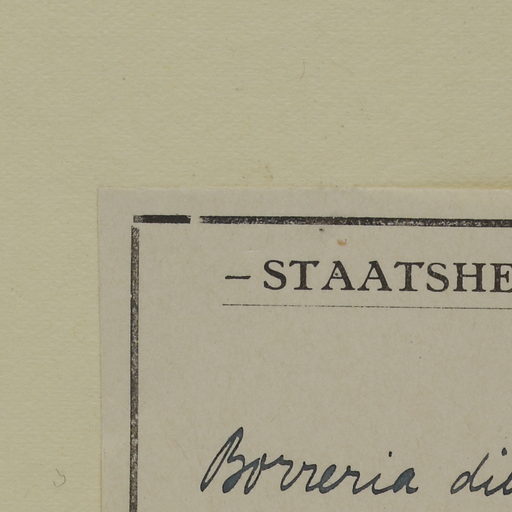 – STAATSHE
Borreria di